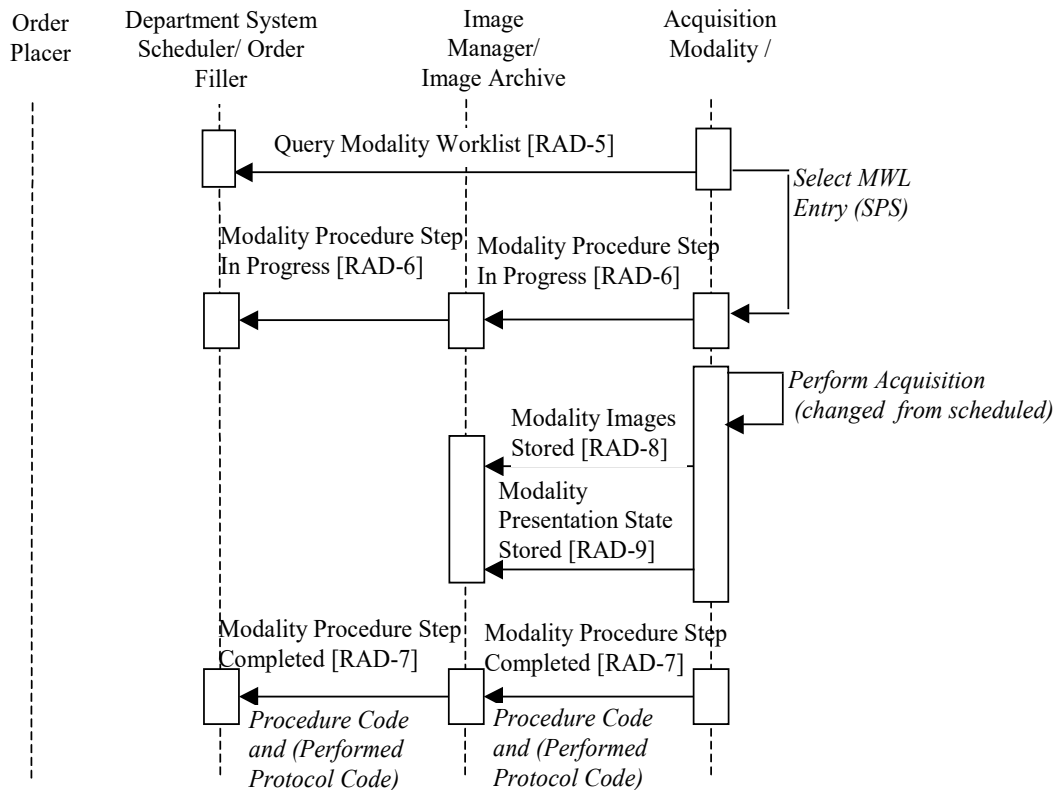 Order
Placer
Department System
Scheduler/ Order
Filler
Image
Manager/
Image Archive
Acquisition
Modality /
Query Modality Worklist [RAD-5]
Select MWL
Entry (SPS)
Modality Procedure Step
In Progress [RAD-6]
Modality Procedure Step
In Progress [RAD-6]
Perform Acquisition
(changed from scheduled)
Modality Images
Stored [RAD-8]
Modality
Presentation State
Stored [RAD-9]
Modality Procedure Step
Completed [RAD-7]
Modality Procedure Step
Completed [RAD-7]
Procedure Code
and (Performed
Protocol Code)
Procedure Code
and (Performed
Protocol Code)